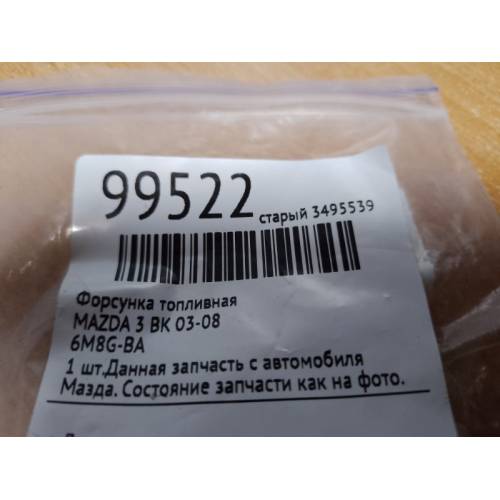 99522 старый 3495539
Форсунка топливная
MAZDA 3 BK 03-08
6M8G-BA
1 шт.Данная запчасть с автомобиля
Мазда. Состояние запчасти как на фото.